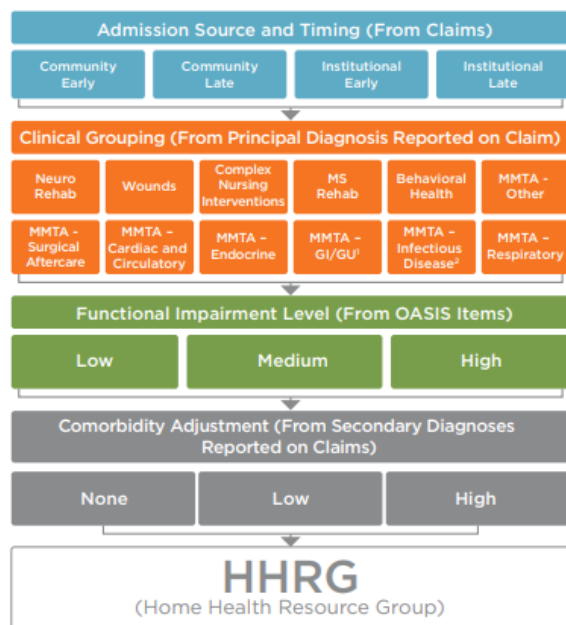 Admission Source and Timing (From Claims)
Community
Early
Community
Late
Institutional
Early
Institutional
Late
Clinical Grouping (From Principal Diagnosis Reported on Claim)
Neuro
Rehab
Wounds
Complex
Nursing
Interventions
MS
Rehab
Behavioral
Health
MMTA -
Other
MMTA -
Surgical
Aftercare
MMTA –
Cardiac and
Circulatory
MMTA –
Endocrine
MMTA –
GI/GU¹
MMTA –
Infectious
Disease²
MMTA –
Respiratory
Functional Impairment Level (From OASIS Items)
Low
Medium
High
Comorbidity Adjustment (From Secondary Diagnoses
Reported on Claims)
None
Low
High
HHRG
(Home Health Resource Group)